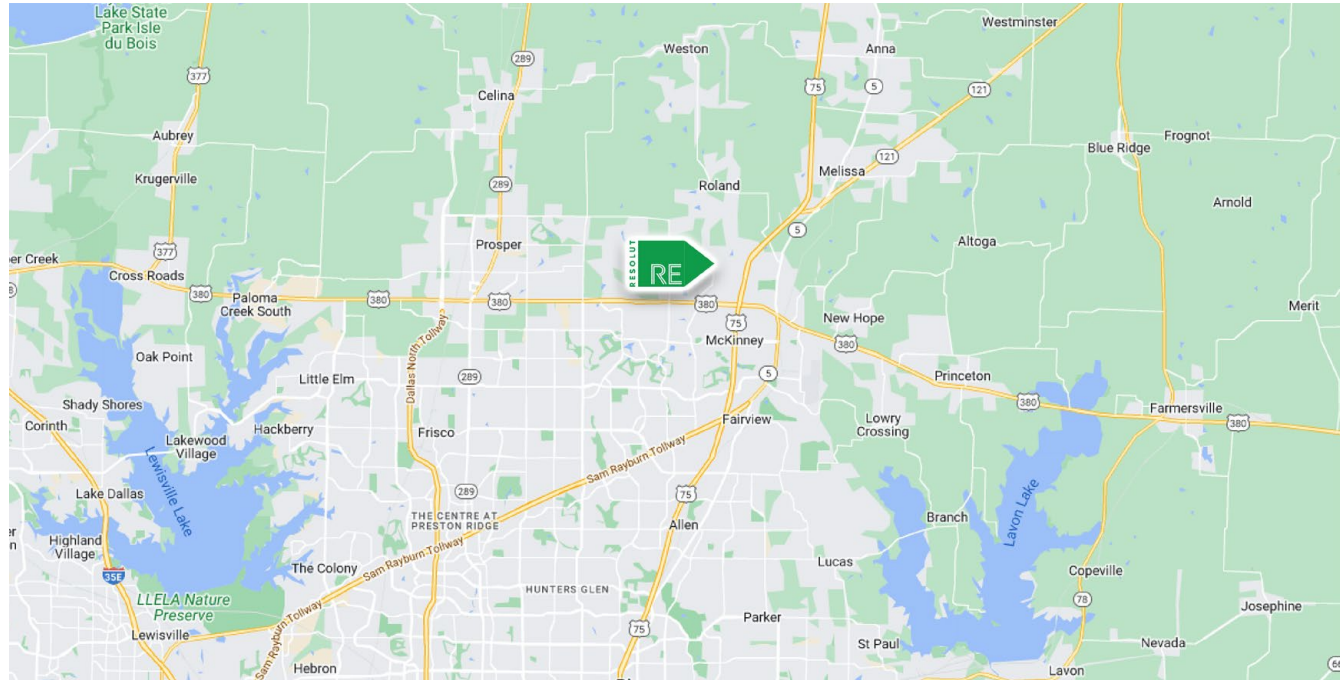 Lake State
Park Isle
du Bois
Westminster
Weston
Anna
377
289
75
5
121
Celina
Aubrey
Frognot
Blue Ridge
121
Krugerville
Melissa
289
Roland
Arnold
5
Altoga
Prosper
377
RESOLUT
RE
per Creek
Cross Roads
380
Paloma
Creek South
380
380
380
Merit
New Hope
75
McKinney
380
Oak Point
Dallas North Tollway
Little Elm
289
5
Princeton
380
Shady Shores
Corinth
Farmersville
Fairview
Lowry
Crossing
380
Hackberry
Frisco
Lakewood
Village
Lewisville Lake
Sam Rayburn Tollway
Lake Dallas
289
75
THE CENTRE AT
PRESTON RIDGE
Branch
Lavon Lake
Allen
Highland
Village
Sam Rayburn Tollway
35E
The Colony
Lucas
Copeville
HUNTERS GLEN
LLELA Nature
Preserve
78
Josephine
Parker
75
Lewisville
Sam Rayburn Tollway
St Paul
Nevada
Hebron
Lavon